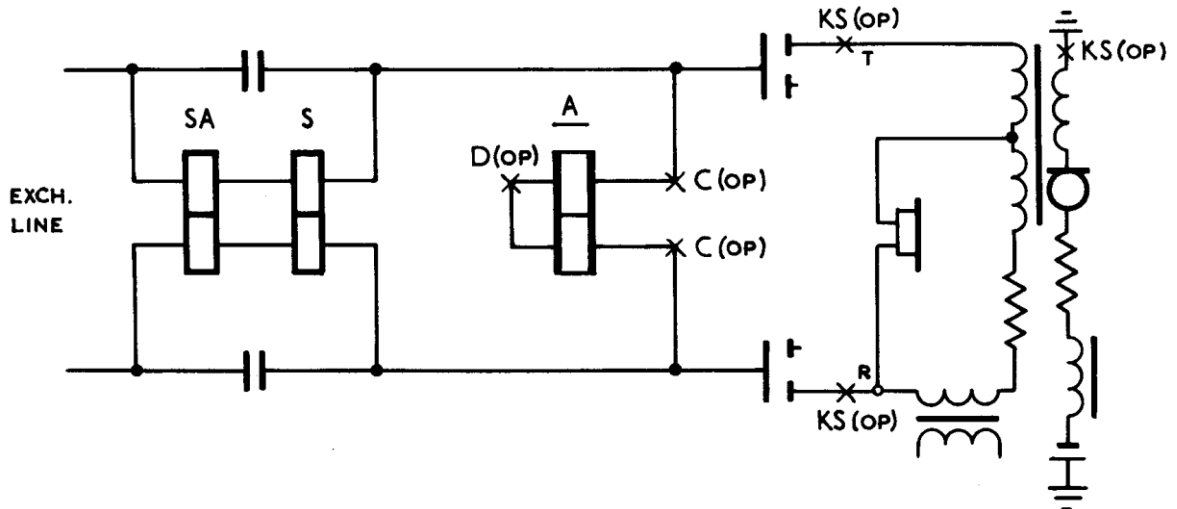 KS(OP)
T
KS(OP)
SA
S
A
D(OP)
C(OP)
EXCH.
LINE
C(OP)
R
KS(OP)